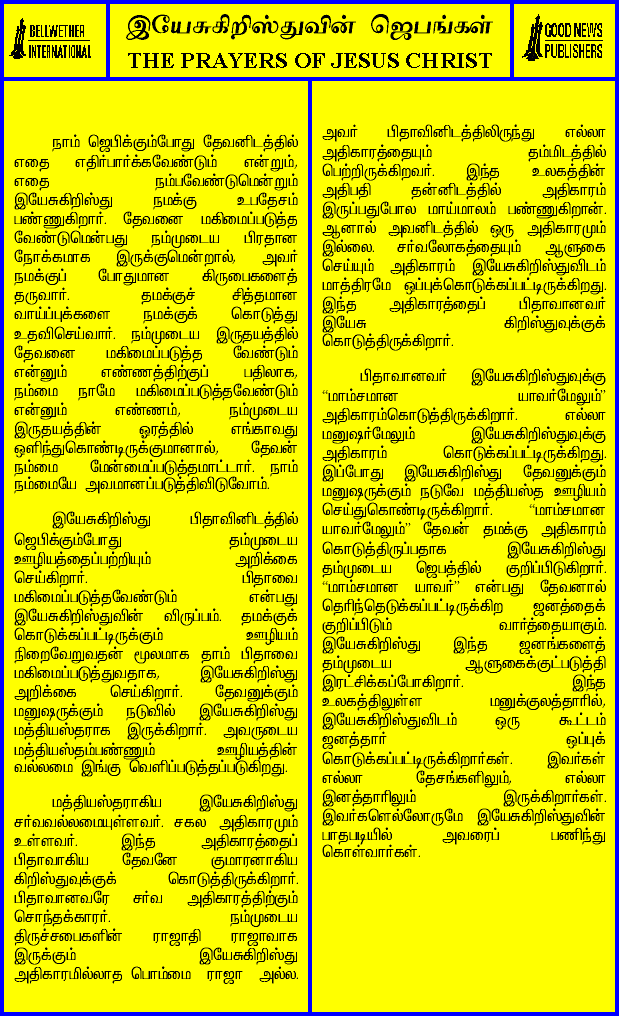 BELLWETHER
INTERNATIONAL
இயேசுகிறிஸ்துவின் ஜெபங்கள்
THE PRAYERS OF JESUS CHRIST
GOOD NEWS
PUBLISHERS
நாம் ஜெபிக்கும்போது தேவனிடத்தில்
எதை எதிர்பார்க்கவேண்டும் என்றும்,
எதை நம்பவேண்டுமென்றும்
இயேசுகிறிஸ்து நமக்கு உபதேசம்
பண்ணுகிறார். தேவனை மகிமைப்படுத்த
வேண்டுமென்பது நம்முடைய பிரதான
நோக்கமாக இருக்குமென்றால், அவர்
நமக்குப் போதுமான கிருபைகளைத்
தருவார். தமக்குச் சித்தமான
வாய்ப்புக்களை நமக்குக் கொடுத்து
உதவிசெய்வார். நம்முடைய இருதயத்தில்
தேவனை மகிமைப்படுத்த வேண்டும்
என்னும் எண்ணத்திற்குப் பதிலாக,
நம்மை நாமே மகிமைப்படுத்தவேண்டும்
என்னும் எண்ணம், நம்முடைய
இருதயத்தின் ஓரத்தில் எங்காவது
ஒளிந்துகொண்டிருக்குமானால், தேவன்
நம்மை மேன்மைப்படுத்தமாட்டார். நாம்
நம்மையே அவமானப்படுத்திவிடுவோம்.
இயேசுகிறிஸ்து பிதாவினிடத்தில்
ஜெபிக்கும்போது தம்முடைய
ஊழியத்தைப்பற்றியும் அறிக்கை
செய்கிறார். பிதாவை
மகிமைப்படுத்தவேண்டும் என்பது
இயேசுகிறிஸ்துவின் விருப்பம். தமக்குக்
கொடுக்கப்பட்டிருக்கும் ஊழியம்
நிறைவேறுவதன் மூலமாக தாம் பிதாவை
மகிமைப்படுத்துவதாக, இயேசுகிறிஸ்து
அறிக்கை செய்கிறார். தேவனுக்கும்
மனுஷருக்கும் நடுவில் இயேசுகிறிஸ்து
மத்தியஸ்தராக இருக்கிறார். அவருடைய
மத்தியஸ்தம்பண்ணும் ஊழியத்தின்
வல்லமை இங்கு வெளிப்படுத்தப்படுகிறது.
மத்தியஸ்தராகிய இயேசுகிறிஸ்து
சர்வவல்லமையுள்ளவர். சகல அதிகாரமும்
உள்ளவர். இந்த அதிகாரத்தைப்
பிதாவாகிய தேவனே குமாரனாகிய
கிறிஸ்துவுக்குக் கொடுத்திருக்கிறார்.
பிதாவானவரே சர்வ அதிகாரத்திற்கும்
சொந்தக்காரர். நம்முடைய
திருச்சபைகளின் ராஜாதி ராஜாவாக
இருக்கும் இயேசுகிறிஸ்து
அதிகாரமில்லாத பொம்மை ராஜா அல்ல.
அவர் பிதாவினிடத்திலிருந்து எல்லா
அதிகாரத்தையும் தம்மிடத்தில்
பெற்றிருக்கிறவர். இந்த உலகத்தின்
அதிபதி தன்னிடத்தில் அதிகாரம்
இருப்பதுபோல மாய்மாலம் பண்ணுகிறான்.
ஆனால் அவனிடத்தில் ஒரு அதிகாரமும்
இல்லை. சர்வலோகத்தையும் ஆளுகை
செய்யும் அதிகாரம் இயேசுகிறிஸ்துவிடம்
மாத்திரமே ஒப்புக்கொடுக்கப்பட்டிருக்கிறது.
இந்த அதிகாரத்தைப் பிதாவானவர்
இயேசு கிறிஸ்துவுக்குக்
கொடுத்திருக்கிறார்.
பிதாவானவர் இயேசுகிறிஸ்துவுக்கு
“மாம்சமான யாவர்மேலும்”
அதிகாரம்கொடுத்திருக்கிறார். எல்லா
மனுஷர்மேலும் இயேசுகிறிஸ்துவுக்கு
அதிகாரம் கொடுக்கப்பட்டிருக்கிறது.
இப்போது இயேசுகிறிஸ்து தேவனுக்கும்
மனுஷருக்கும் நடுவே மத்தியஸ்த ஊழியம்
செய்துகொண்டிருக்கிறார். “மாம்சமான
யாவர்மேலும்” தேவன் தமக்கு அதிகாரம்
கொடுத்திருப்பதாக இயேசுகிறிஸ்து
தம்முடைய ஜெபத்தில் குறிப்பிடுகிறார்.
“மாம்சமான யாவர்” என்பது தேவனால்
தெரிந்தெடுக்கப்பட்டிருக்கிற ஜனத்தைக்
குறிப்பிடும் வார்த்தையாகும்.
இயேசுகிறிஸ்து இந்த ஜனங்களைத்
தம்முடைய ஆளுகைக்குட்படுத்தி
இரட்சிக்கப்போகிறார். இந்த
உலகத்திலுள்ள மனுக்குலத்தாரில்,
இயேசுகிறிஸ்துவிடம் ஒரு கூட்டம்
ஜனத்தார் ஒப்புக்
கொடுக்கப்பட்டிருக்கிறார்கள். இவர்கள்
எல்லா தேசங்களிலும், எல்லா
இனத்தாரிலும் இருக்கிறார்கள்.
இவர்களெல்லோருமே இயேசுகிறிஸ்துவின்
பாதபடியில் அவரைப் பணிந்து
கொள்வார்கள்.